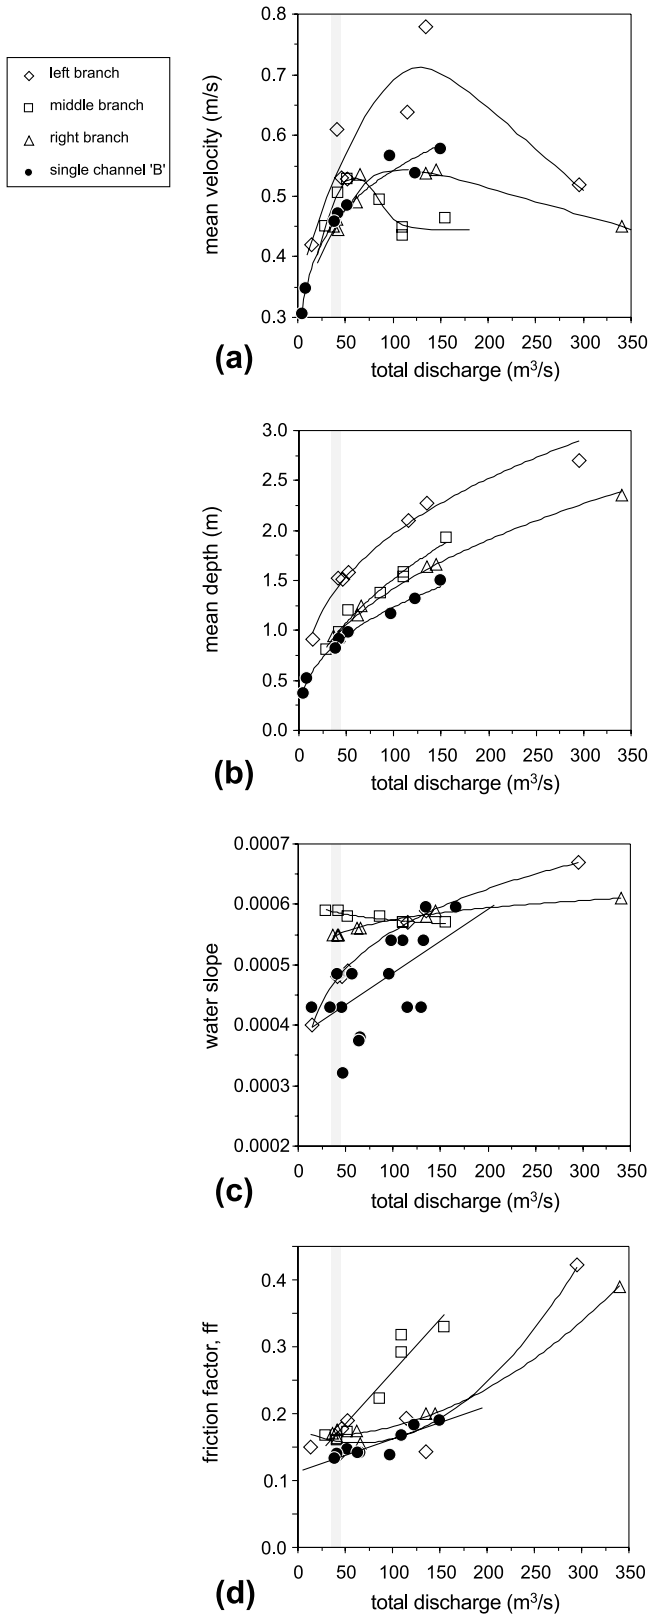 left branch
middle branch
right branch
single channel 'B'
0.8
0.7
0.6
0.5
0.4
0.3
mean velocity (m/s)
0 50 100 150 200 250 300 350
(a)
total discharge (m³/s)
3.0
2.5
2.0
1.5
1.0
0.5
0.0
mean depth (m)
0 50 100 150 200 250 300 350
(b)
total discharge (m³/s)
0.0007
0.0006
0.0005
0.0004
0.0003
0.0002
water slope
0 50 100 150 200 250 300 350
(c)
total discharge (m³/s)
0.4
0.3
0.2
0.1
0.0
friction factor, ff
0 50 100 150 200 250 300 350
(d)
total discharge (m³/s)